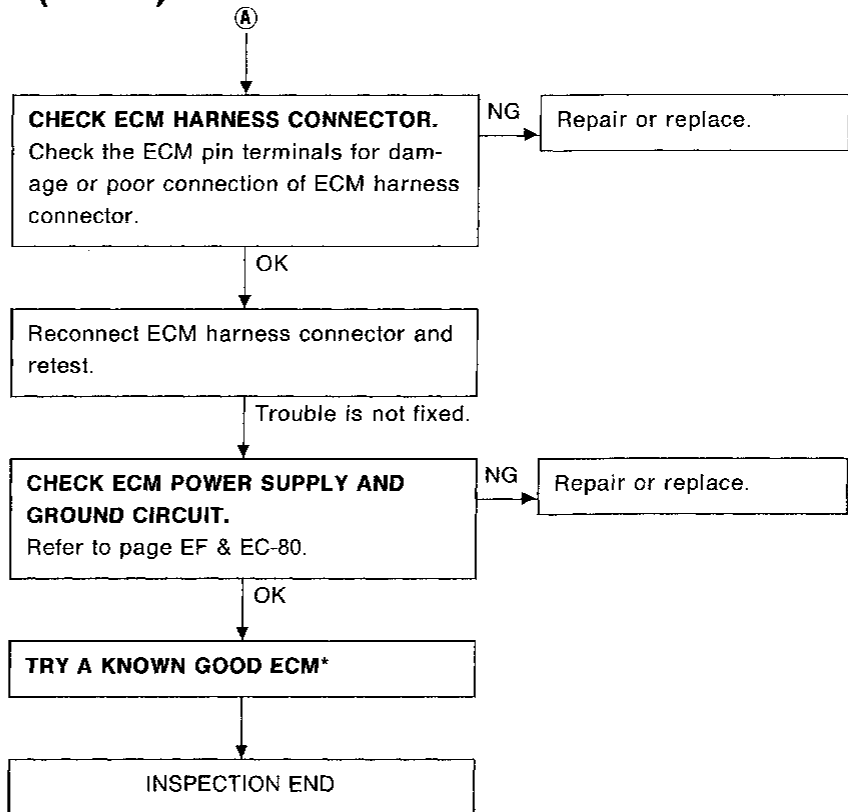 Ⓐ
CHECK ECM HARNESS CONNECTOR.
Check the ECM pin terminals for dam-
age or poor connection of ECM harness
connector.
NG
Repair or replace.
OK
Reconnect ECM harness connector and
retest.
Trouble is not fixed.
CHECK ECM POWER SUPPLY AND
GROUND CIRCUIT.
Refer to page EF & EC-80.
NG
Repair or replace.
OK
TRY A KNOWN GOOD ECM*
INSPECTION END